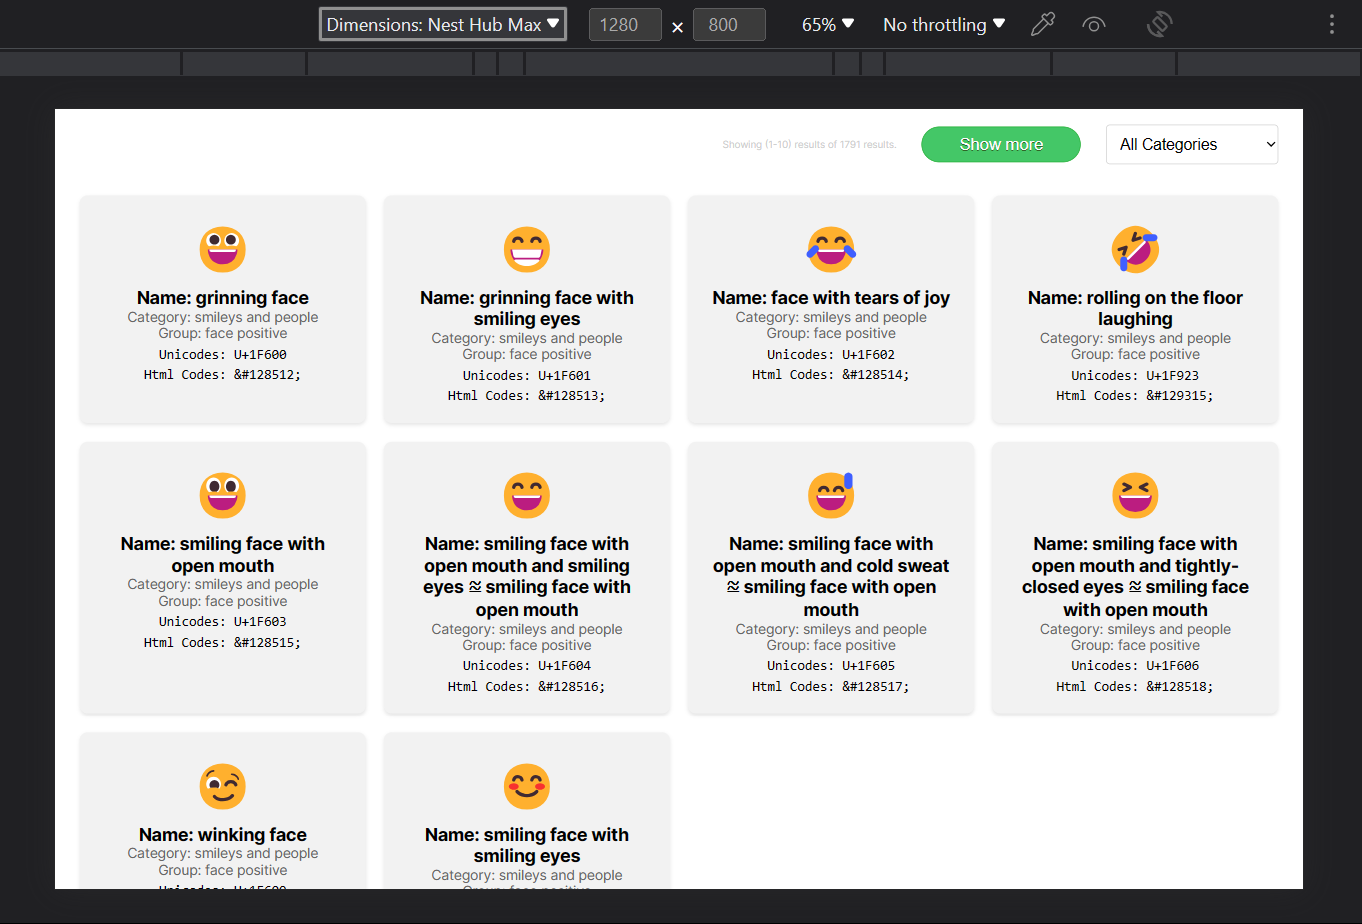 Dimensions: Nest Hub Max 1280 × 800 65% No throttling
Showing (1-10) results of 1791 results. Show more All Categories
Name: grinning face
Category: smileys and people
Group: face positive
Unicodes: U+1F600
Html Codes: &#128512;
Name: grinning face with
smiling eyes
Category: smileys and people
Group: face positive
Unicodes: U+1F601
Html Codes: &#128513;
Name: face with tears of joy
Category: smileys and people
Group: face positive
Unicodes: U+1F602
Html Codes: &#128514;
Name: rolling on the floor
laughing
Category: smileys and people
Group: face positive
Unicodes: U+1F923
Html Codes: &#129315;
Name: smiling face with
open mouth
Category: smileys and people
Group: face positive
Unicodes: U+1F603
Html Codes: &#128515;
Name: smiling face with
open mouth and smiling
eyes ≊ smiling face with
open mouth
Category: smileys and people
Group: face positive
Unicodes: U+1F604
Html Codes: &#128516;
Name: smiling face with
open mouth and cold sweat
≊ smiling face with open
mouth
Category: smileys and people
Group: face positive
Unicodes: U+1F605
Html Codes: &#128517;
Name: smiling face with
open mouth and tightly-
closed eyes ≊ smiling face
with open mouth
Category: smileys and people
Group: face positive
Unicodes: U+1F606
Html Codes: &#128518;
Name: winking face
Category: smileys and people
Group: face positive
Name: smiling face with
smiling eyes
Category: smileys and people
Group: face positive